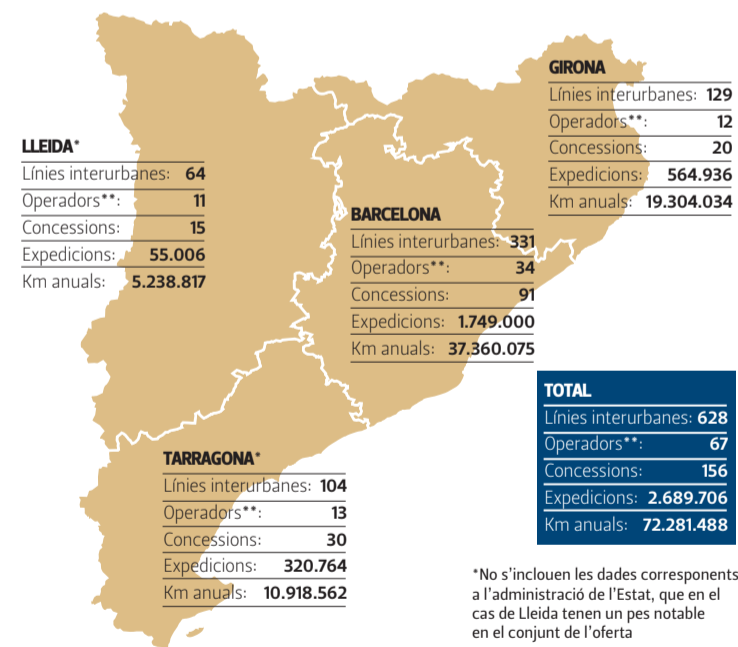 GIRONA
Línies interurbanes: 129
Operadors**: 12
Concessions: 20
Expedicions: 564.936
Km anuals: 19.304.034
LLEIDA*
Línies interurbanes: 64
Operadors**: 11
Concessions: 15
Expedicions: 55.006
Km anuals: 5.238.817
BARCELONA
Línies interurbanes: 331
Operadors**: 34
Concessions: 91
Expedicions: 1.749.000
Km anuals: 37.360.075
TOTAL
Línies interurbanes: 628
Operadors**: 67
Concessions: 156
Expedicions: 2.689.706
Km anuals: 72.281.488
TARRAGONA*
Línies interurbanes: 104
Operadors**: 13
Concessions: 30
Expedicions: 320.764
Km anuals: 10.918.562
*No s’inclouen les dades corresponents
a l’administració de l’Estat, que en el
cas de Lleida tenen un pes notable
en el conjunt de l’oferta